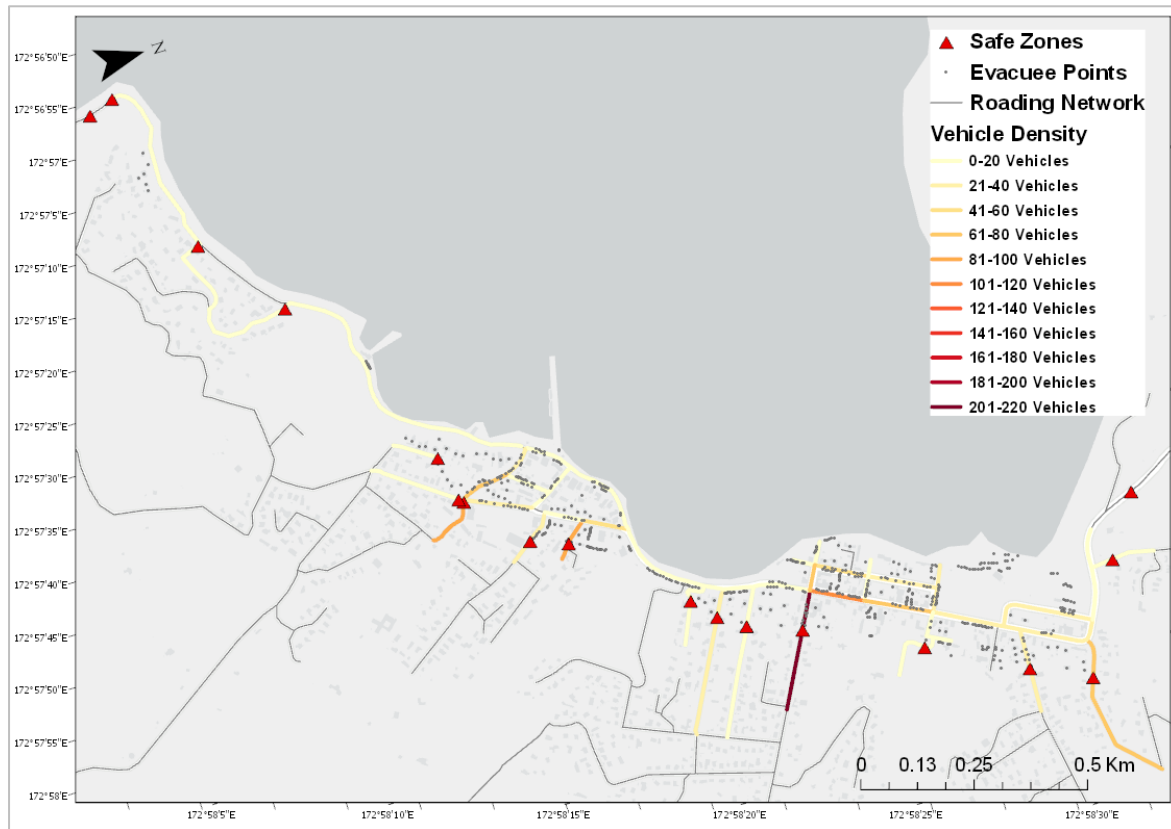 N
172°56'50"E
172°56'55"E
172°57'E
172°57'5"E
172°57'10"E
172°57'15"E
172°57'20"E
172°57'25"E
172°57'30"E
172°57'35"E
172°57'40"E
172°57'45"E
172°57'50"E
172°57'55"E
172°58'E
Safe Zones
Evacuee Points
Roading Network
Vehicle Density
0-20 Vehicles
21-40 Vehicles
41-60 Vehicles
61-80 Vehicles
81-100 Vehicles
101-120 Vehicles
121-140 Vehicles
141-160 Vehicles
161-180 Vehicles
181-200 Vehicles
201-220 Vehicles
0 0.13 0.25 0.5 Km
172°58'5"E 172°58'10"E 172°58'15"E 172°58'20"E 172°58'25"E 172°58'30"E